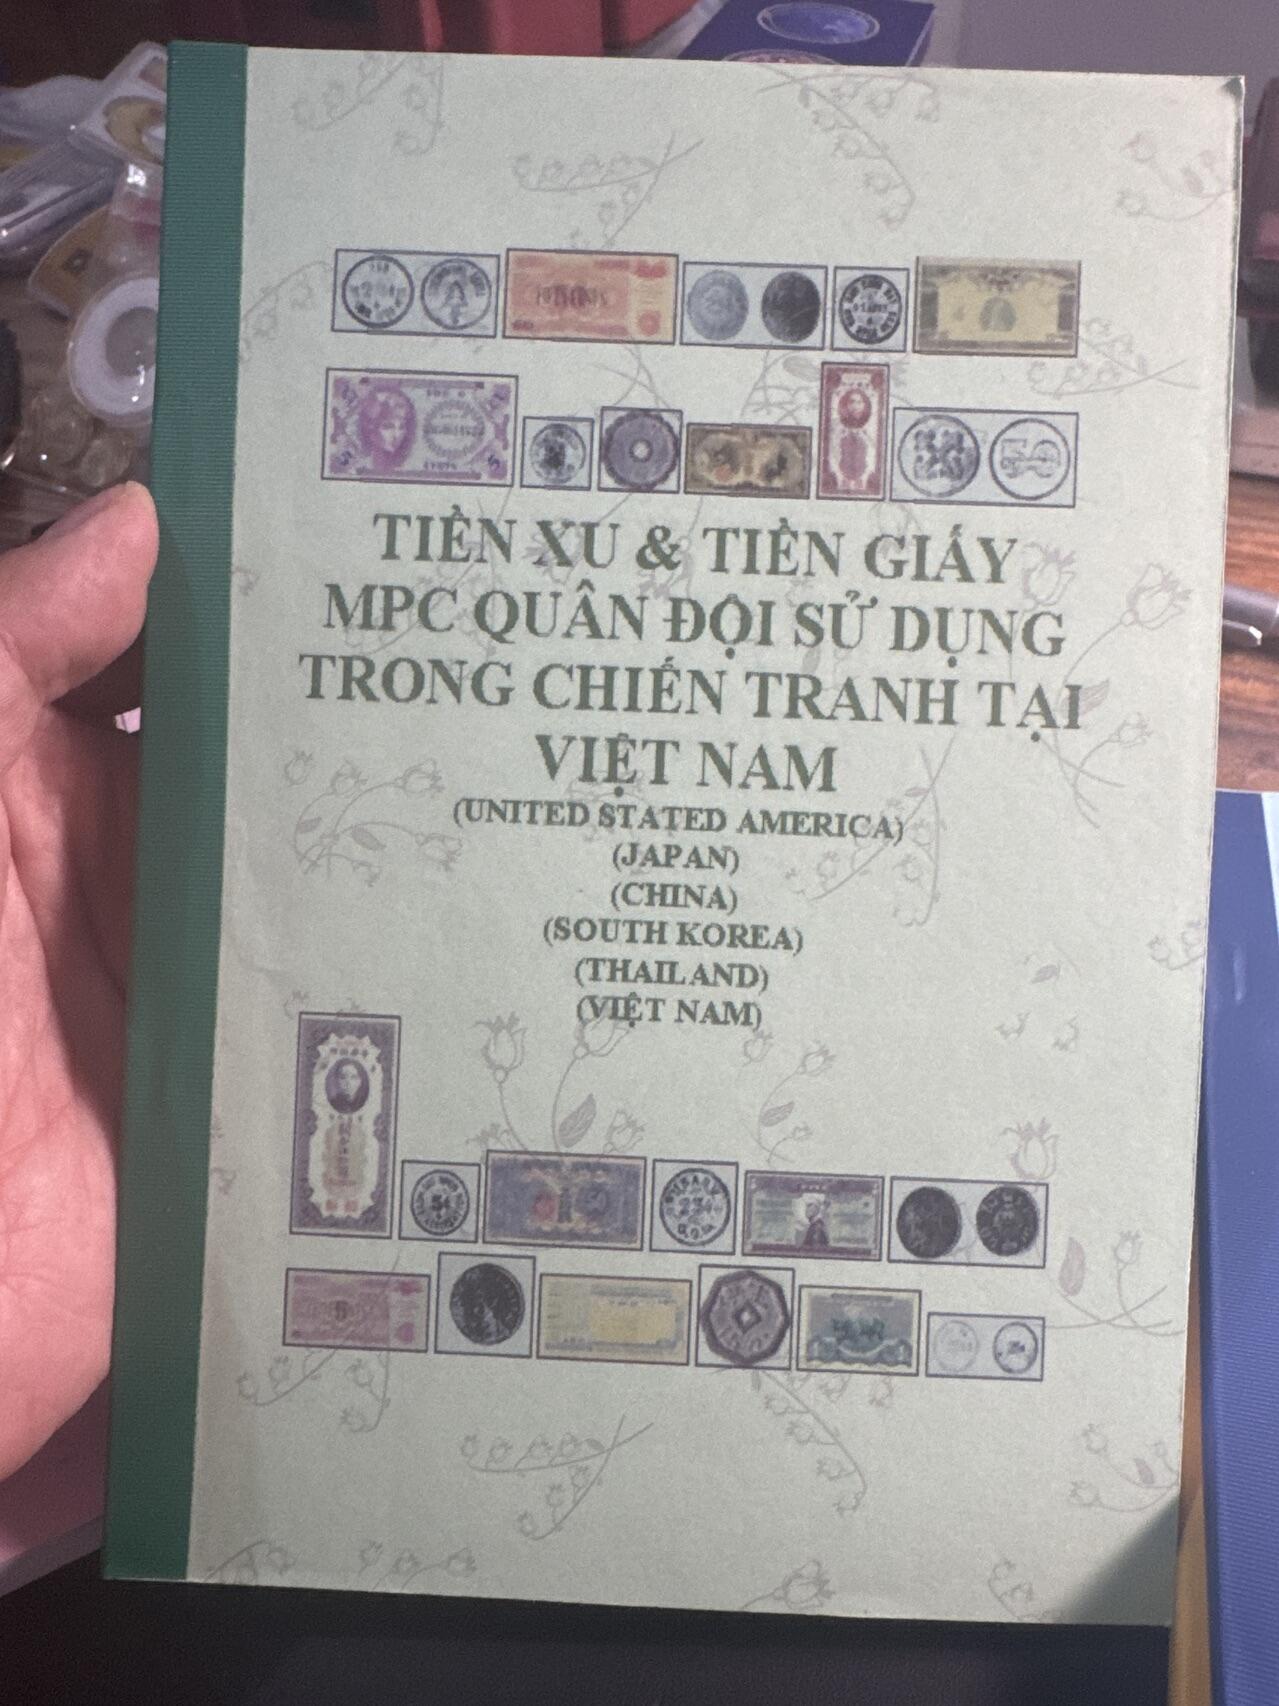 TIỀN XU & TIỀN GIẤY
MPC QUÂN ĐỘI SỬ DỤNG
TRONG CHIẾN TRANH TẠI
VIỆT NAM
(UNITED STATED AMERICA)
(JAPAN)
(CHINA)
(SOUTH KOREA)
(THAILAND)
(VIỆT NAM)